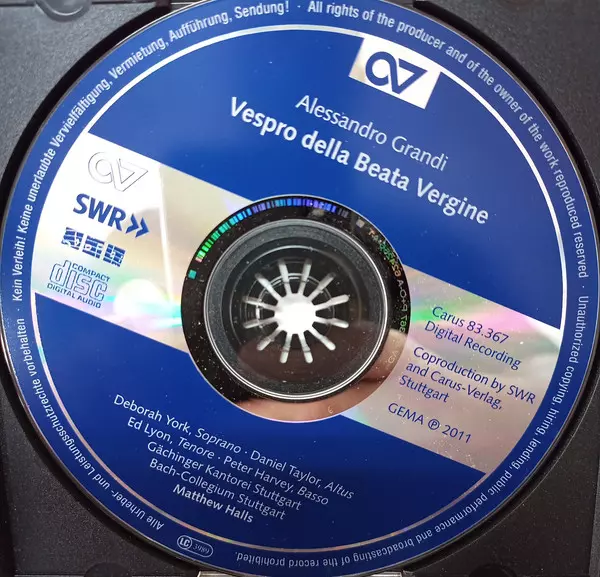 Alessandro Grandi
Vespro della Beata Vergine
SWR»
COMPACT
disc
DIGITAL AUDIO
Carus 83.367
Digital Recording
Coproduction by SWR
and Carus-Verlag,
Stuttgart
GEMA ℗ 2011
Deborah York, Soprano · Daniel Taylor, Altus
Ed Lyon, Tenore · Peter Harvey, Basso
Gächinger Kantorei Stuttgart
Bach-Collegium Stuttgart
Matthew Halls
Alle Urheber- und Leistungsschutzrechte vorbehalten · Kein Verleih! Keine unerlaubte Vervielfältigung, Vermietung, Aufführung, Sendung! · All rights of the producer and of the owner of the work reproduced reserved · Unauthorized copying, hiring, lending, public performance and broadcasting of the record prohibited.
LC 3989